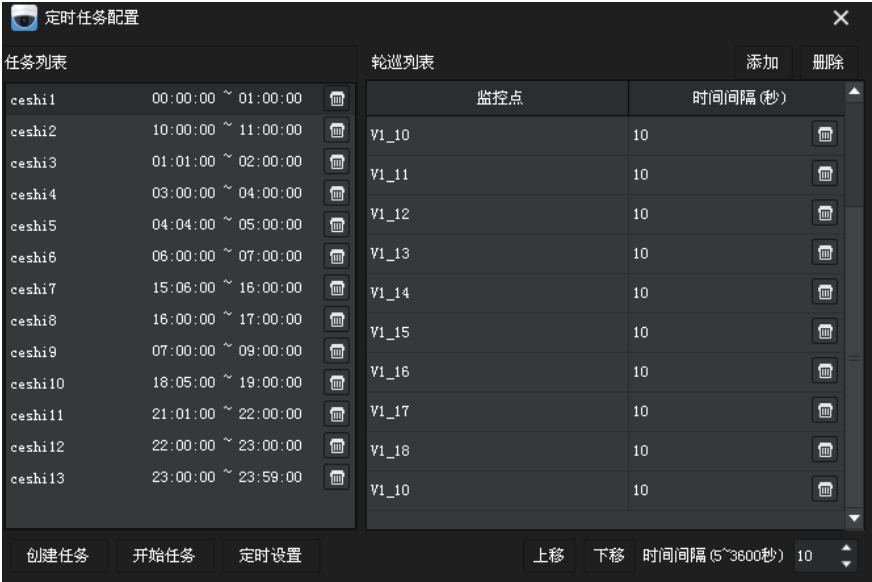 定时任务配置
任务列表
ceshi1 00:00:00 ~ 01:00:00
ceshi2 10:00:00 ~ 11:00:00
ceshi3 01:01:00 ~ 02:00:00
ceshi4 03:00:00 ~ 04:00:00
ceshi5 04:04:00 ~ 05:00:00
ceshi6 06:00:00 ~ 07:00:00
ceshi7 15:06:00 ~ 16:00:00
ceshi8 16:00:00 ~ 17:00:00
ceshi9 07:00:00 ~ 09:00:00
ceshi10 18:05:00 ~ 19:00:00
ceshi11 21:01:00 ~ 22:00:00
ceshi12 22:00:00 ~ 23:00:00
ceshi13 23:00:00 ~ 23:59:00
创建任务 开始任务 定时设置
轮巡列表 添加 删除
监控点 时间间隔(秒)
V1_10 10
V1_11 10
V1_12 10
V1_13 10
V1_14 10
V1_15 10
V1_16 10
V1_17 10
V1_18 10
V1_10 10
上移 下移 时间间隔(5~3600秒) 10